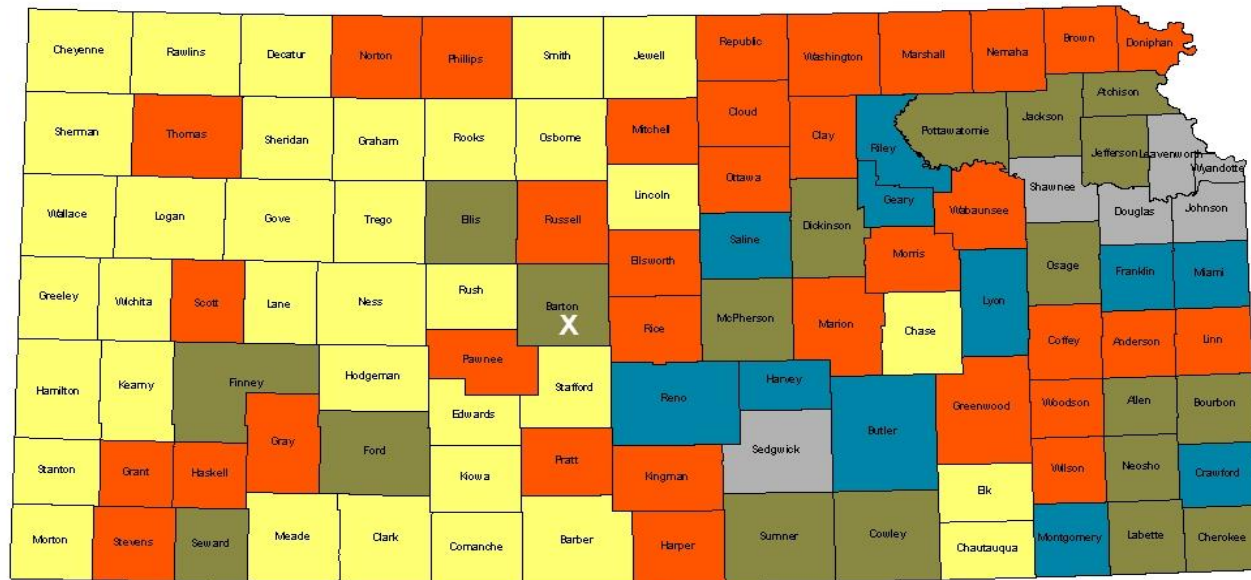 Cheyenne
Rawlins
Decatur
Norton
Phillips
Smith
Jewell
Republic
Washington
Marshall
Nemaha
Brown
Doniphan
Sherman
Thomas
Sheridan
Graham
Rooks
Osborne
Mitchell
Cloud
Clay
Riley
Pottawatomie
Jackson
Atchison
Jefferson
Leavenworth
Wyandotte
Wallace
Logan
Gove
Trego
Ellis
Russell
Lincoln
Ottawa
Saline
Dickinson
Geary
Wabaunsee
Shawnee
Douglas
Johnson
Greeley
Wichita
Scott
Lane
Ness
Rush
Barton
X
Ellsworth
Rice
McPherson
Marion
Morris
Chase
Lyon
Osage
Franklin
Miami
Hamilton
Kearny
Finney
Hodgeman
Pawnee
Edwards
Stafford
Reno
Harvey
Sedgwick
Butler
Greenwood
Coffey
Anderson
Linn
Woodson
Allen
Bourbon
Stanton
Grant
Haskell
Gray
Ford
Kiowa
Pratt
Kingman
Elk
Wilson
Neosho
Crawford
Morton
Stevens
Seward
Meade
Clark
Comanche
Barber
Harper
Sumner
Cowley
Chautauqua
Montgomery
Labette
Cherokee